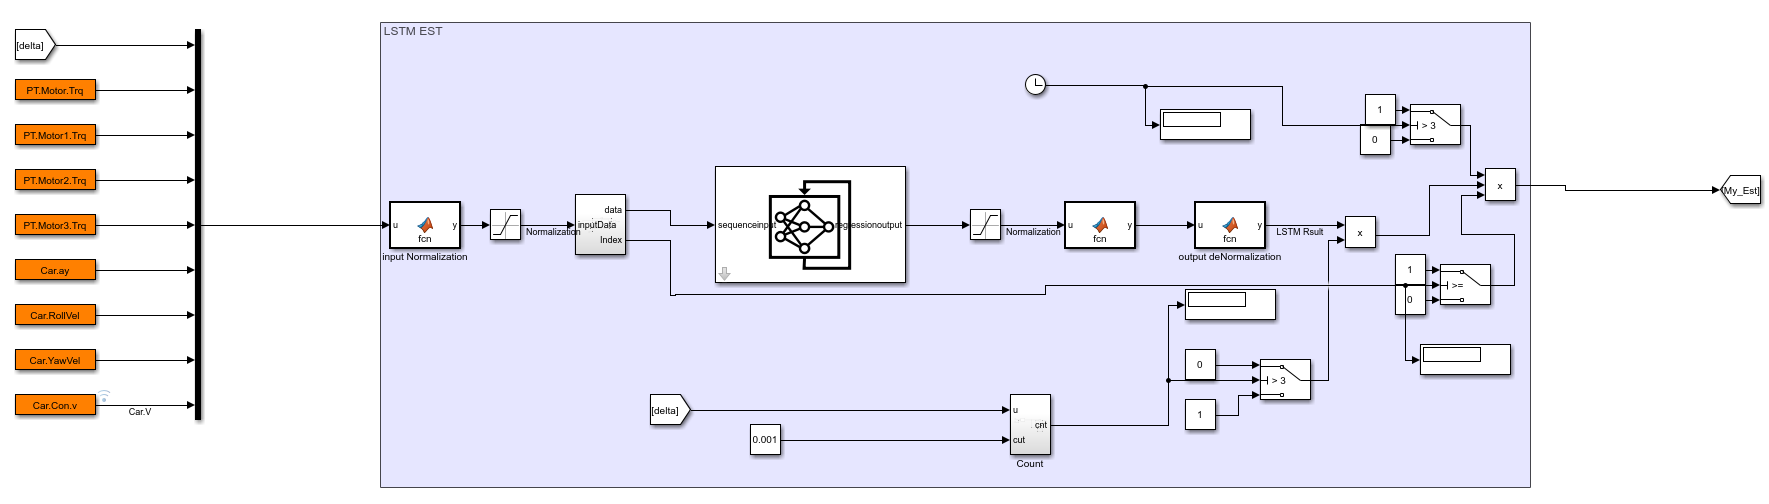 LSTM EST
[delta]
PT.Motor.Trq
PT.Motor1.Trq
PT.Motor2.Trq
PT.Motor3.Trq
Car.ay
Car.RollVel
Car.YawVel
Car.Con.v
Car.V
u
y
fcn
input Normalization
Normalization
inputData
data
Index
sequenceinput
regressionoutput
Normalization
u
y
fcn
u
y
fcn
output deNormalization
LSTM Rsult
x
1
0
> 3
x
[My_Est]
1
0
>=
0
1
> 3
[delta]
0.001
u
cut
cnt
Count